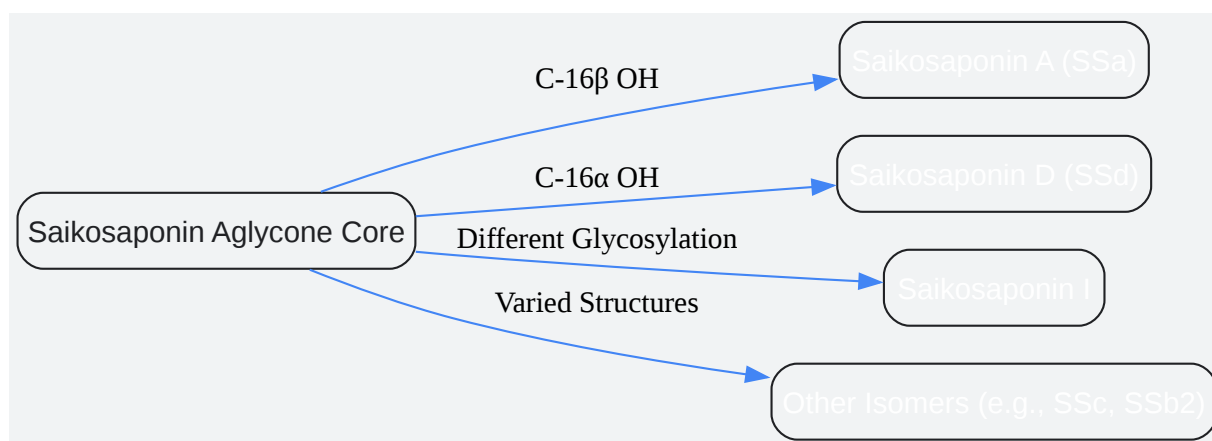 Saikosaponin A (SSa)
C-16β OH
Saikosaponin D (SSd)
C-16α OH
Saikosaponin Aglycone Core
Different Glycosylation
Saikosaponin I
Varied Structures
Other Isomers (e.g., SSc, SSb2)